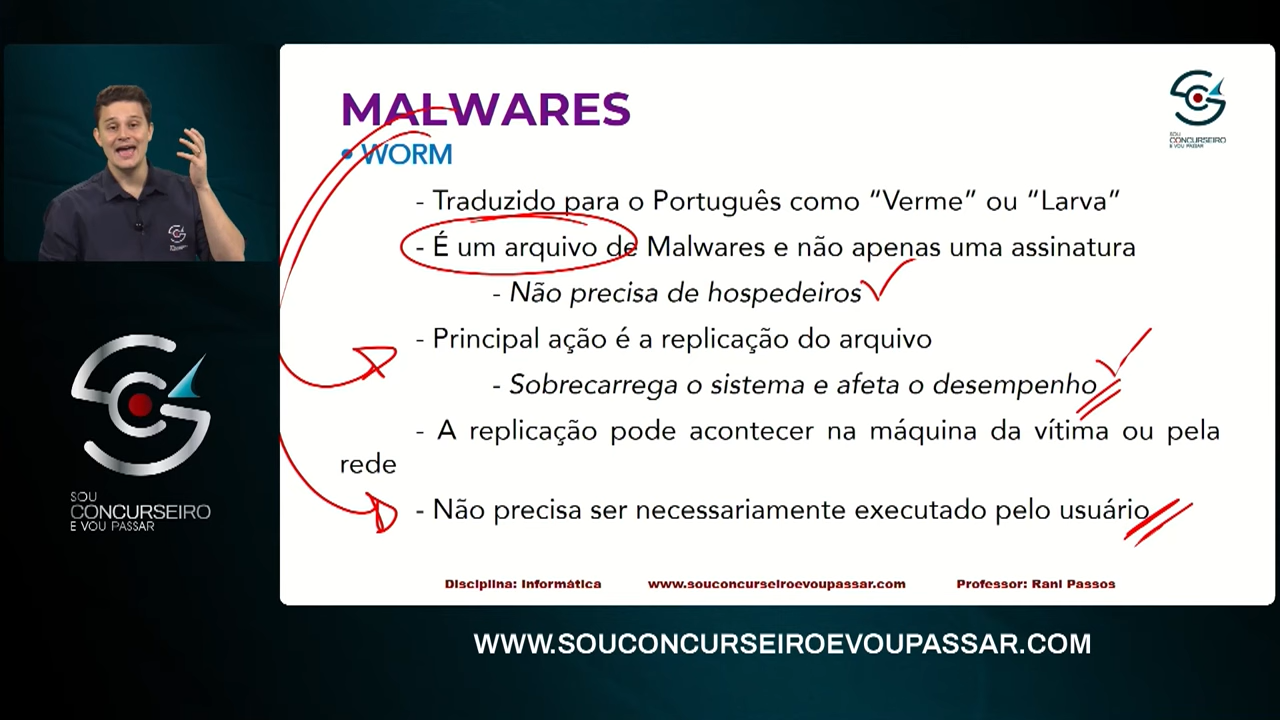 MALWARES
• WORM
- Traduzido para o Português como “Verme” ou “Larva”
- É um arquivo de Malwares e não apenas uma assinatura
- Não precisa de hospedeiros
- Principal ação é a replicação do arquivo
- Sobrecarrega o sistema e afeta o desempenho
- A replicação pode acontecer na máquina da vítima ou pela
rede
- Não precisa ser necessariamente executado pelo usuário
Disciplina: Informática www.souconcurseiroevoupassar.com Professor: Rani Passos
SOU
CONCURSEIRO
E VOU PASSAR
SOU
CONCURSEIRO
E VOU PASSAR
WWW.SOUCONCURSEIROEVOUPASSAR.COM